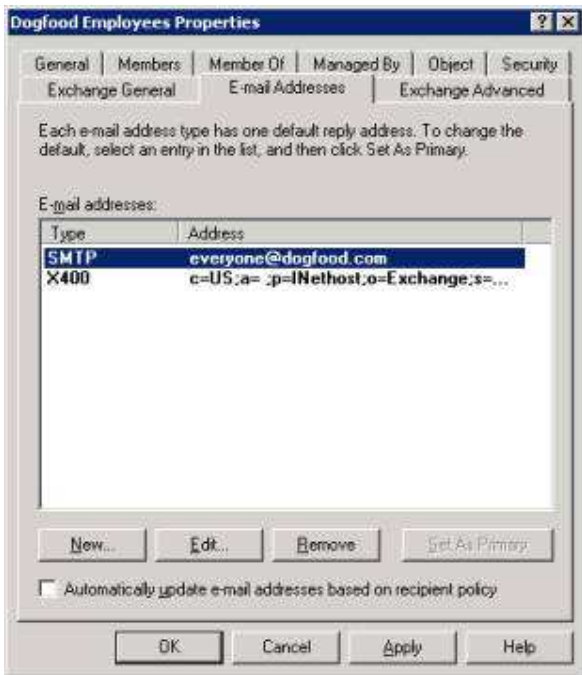 Dogfood Employees Properties
General Members Member Of Managed By Object Security
Exchange General E-mail Addresses Exchange Advanced
Each e-mail address type has one default reply address. To change the
default, select an entry in the list, and then click Set As Primary.
E-mail addresses:
Type Address
SMTP everyone@dogfood.com
X400 c=US;a= ;p=INethost;o=Exchange;s=...
New... Edit... Remove Set As Primary
Automatically update e-mail addresses based on recipient policy
OK Cancel Apply Help